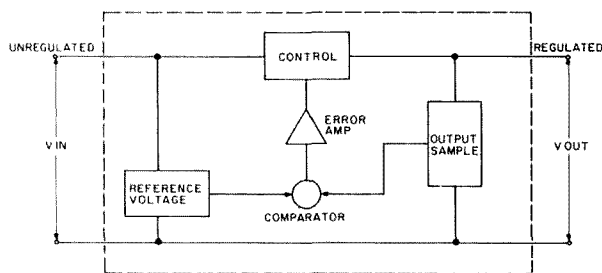 UNREGULATED
CONTROL
REGULATED
ERROR
AMP
OUTPUT
SAMPLE
V IN
V OUT
REFERENCE
VOLTAGE
COMPARATOR